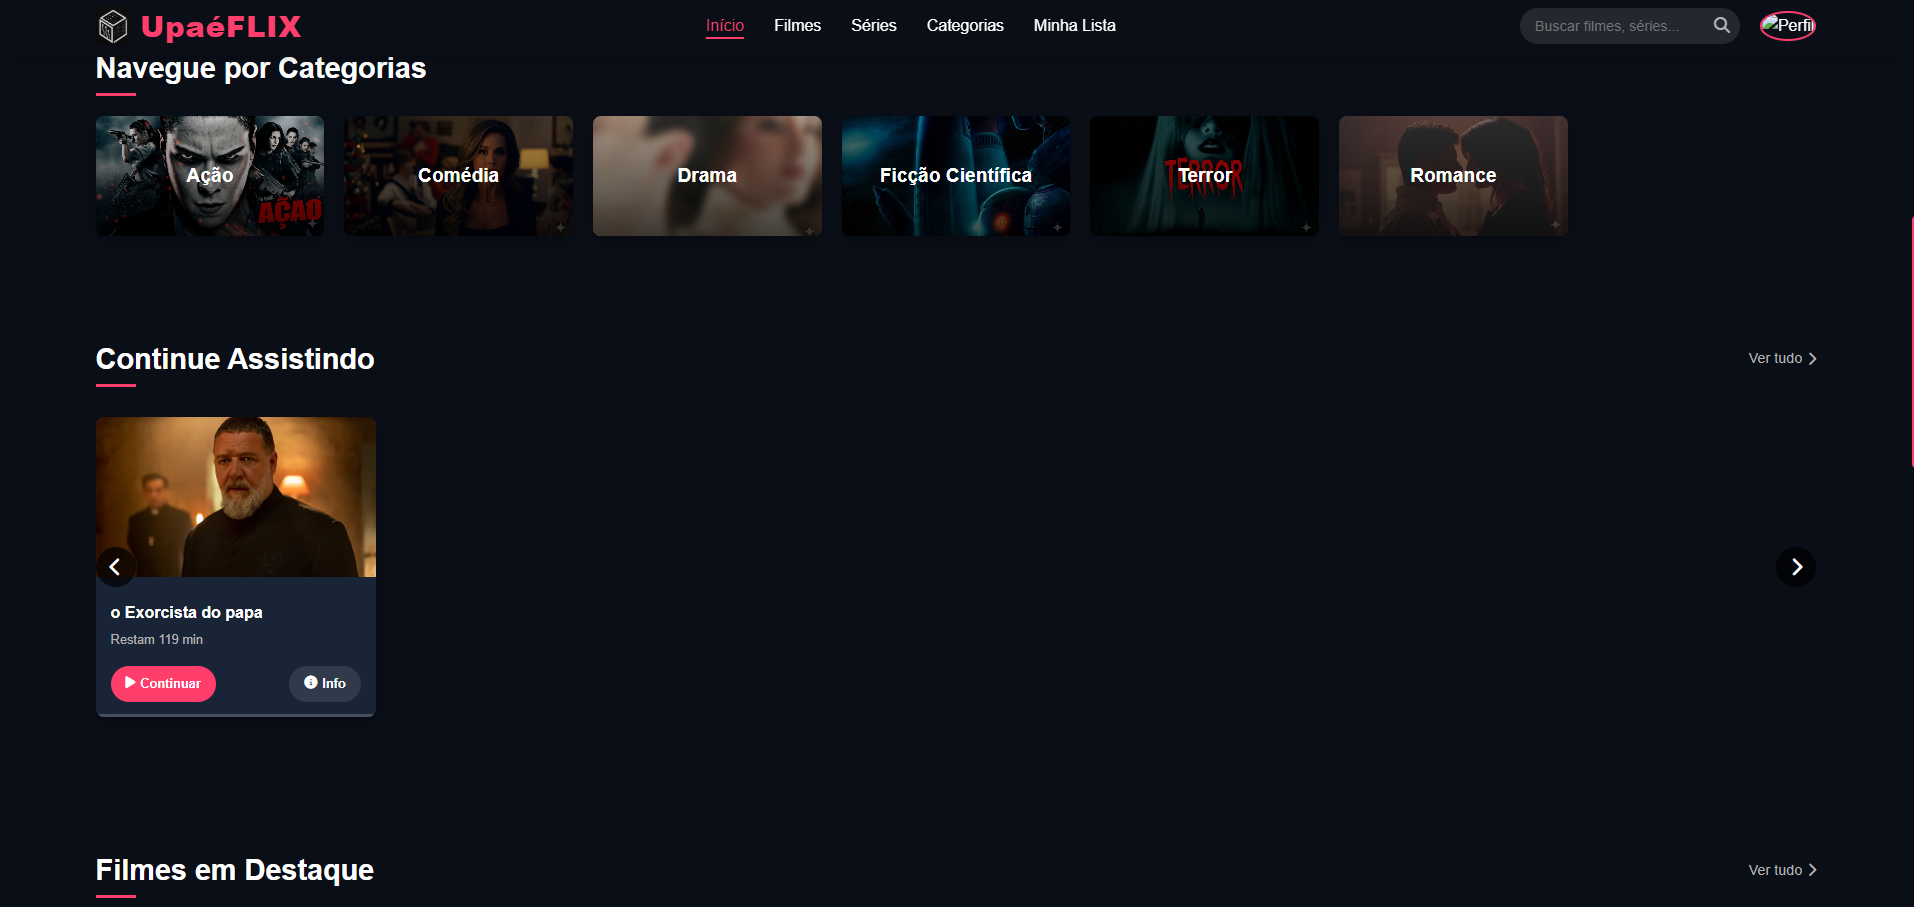 UpaéFLIX
Início Filmes Séries Categorias Minha Lista
Buscar filmes, séries...
Perfil
Navegue por Categorias
AÇÃO
Ação
Comédia
Drama
Ficção Científica
TERROR
Terror
Romance
Continue Assistindo
Ver tudo
o Exorcista do papa
Restam 119 min
Continuar
Info
Filmes em Destaque
Ver tudo